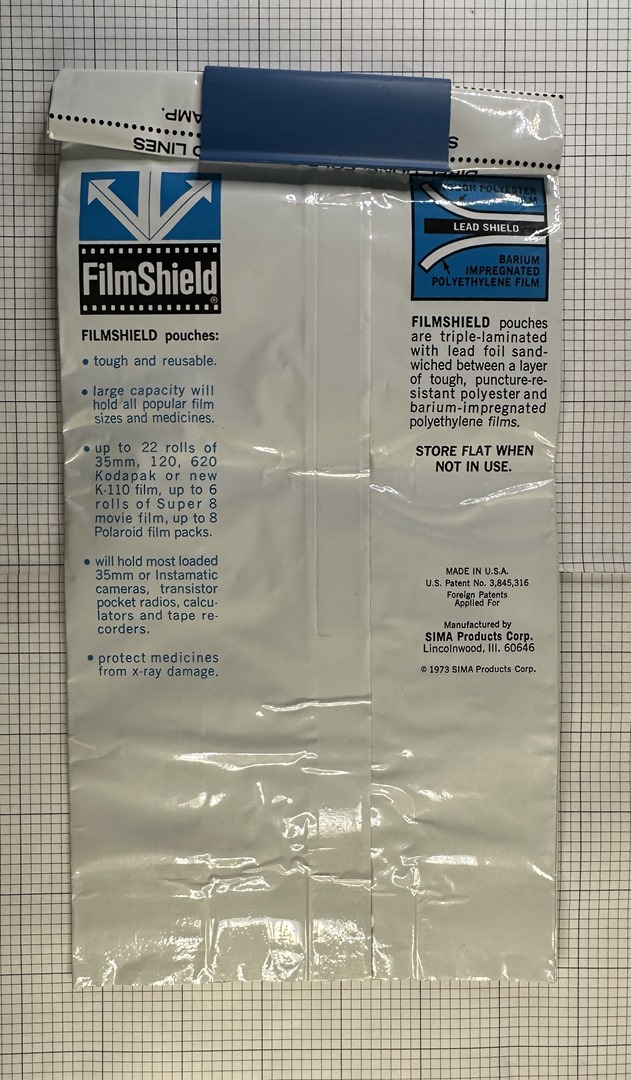 AMP.
LINES
S
FilmShield®
FILMSHIELD pouches:
• tough and reusable.
• large capacity will
hold all popular film
sizes and medicines.
• up to 22 rolls of
35mm, 120, 620
Kodapak or new
K-110 film, up to 6
rolls of Super 8
movie film, up to 8
Polaroid film packs.
• will hold most loaded
35mm or Instamatic
cameras, transistor
pocket radios, calcu-
lators and tape re-
corders.
• protect medicines
from x-ray damage.
TOUGH POLYESTER
FILM
LEAD SHIELD
BARIUM
IMPREGNATED
POLYETHYLENE FILM
FILMSHIELD pouches
are triple-laminated
with lead foil sand-
wiched between a layer
of tough, puncture-re-
sistant polyester and
barium-impregnated
polyethylene films.
STORE FLAT WHEN
NOT IN USE.
MADE IN U.S.A.
U.S. Patent No. 3,845,316
Foreign Patents
Applied For
Manufactured by
SIMA Products Corp.
Lincolnwood, Ill. 60646
© 1973 SIMA Products Corp.